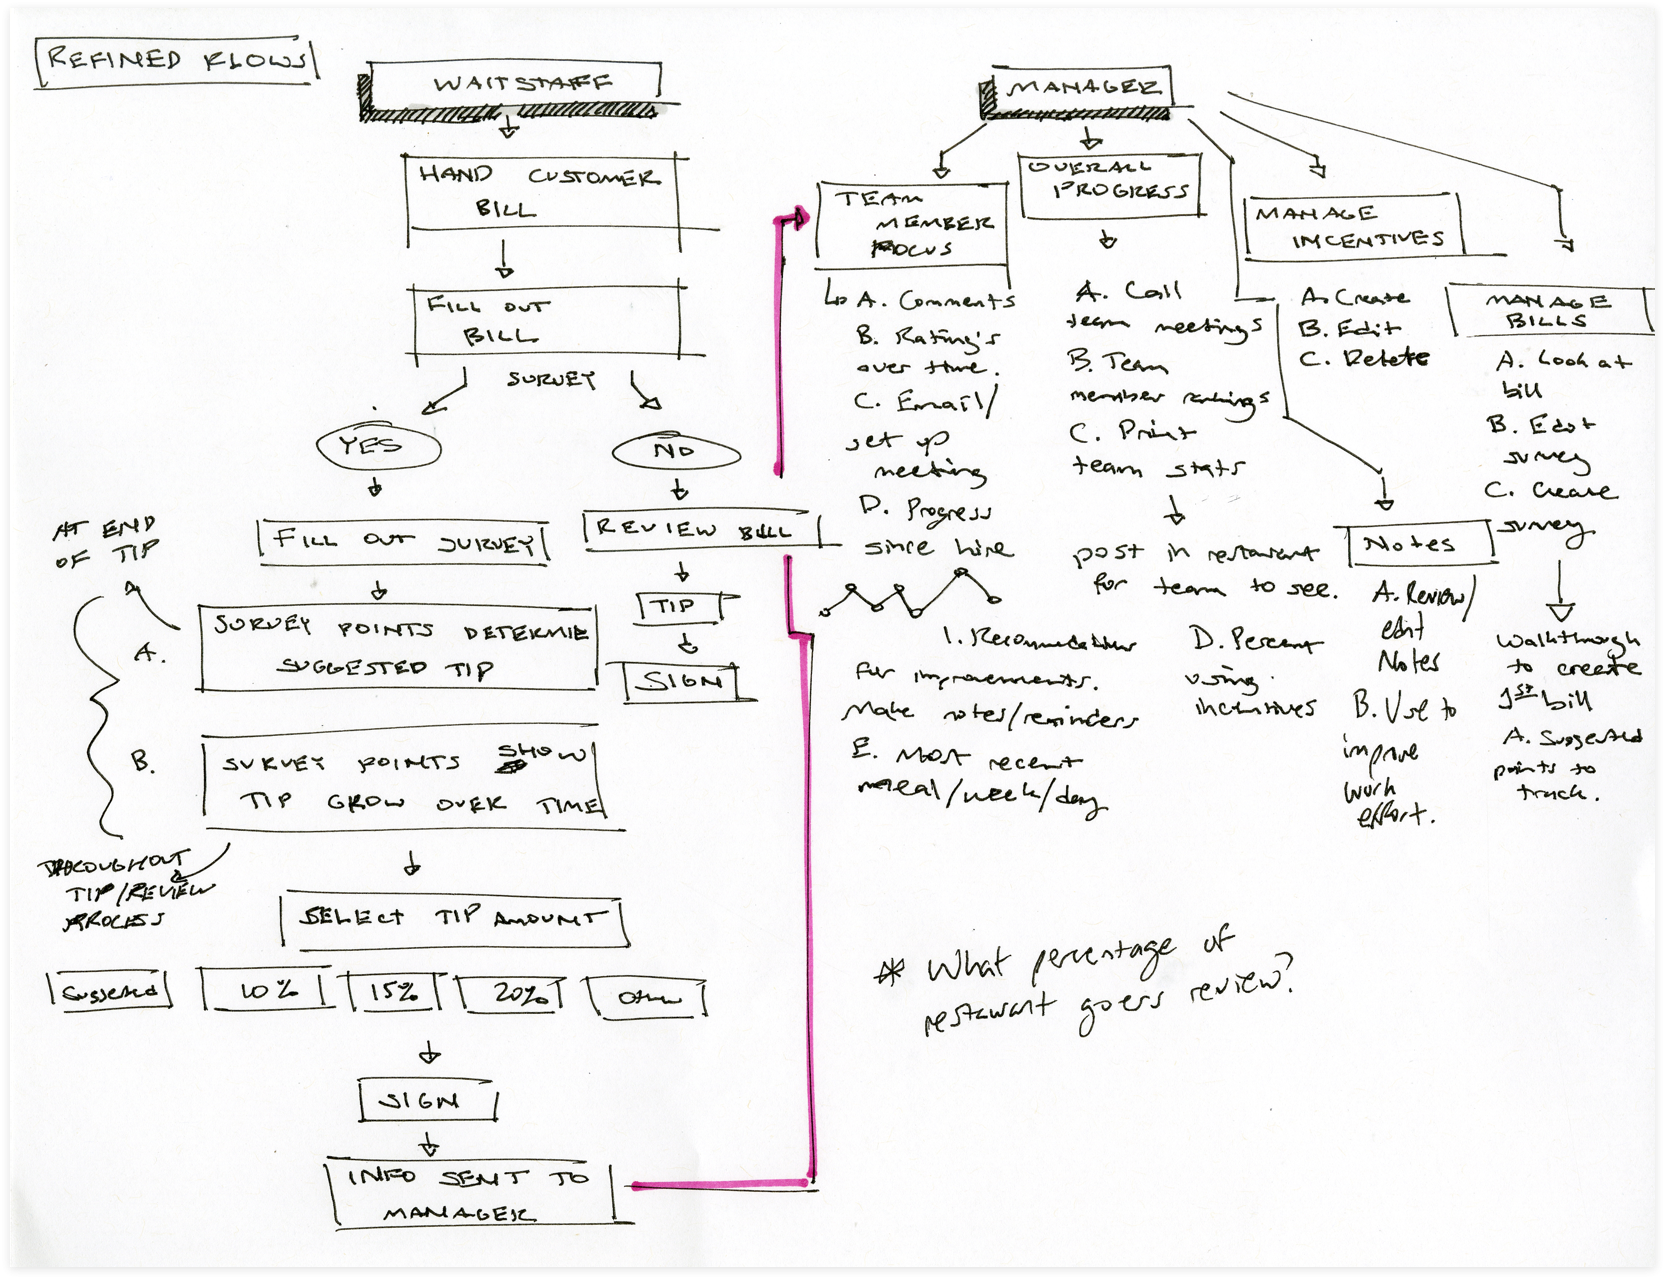 REFINED FLOWS
WAITSTAFF
HAND CUSTOMER
BILL
FILL OUT
BILL
SURVEY
YES
NO
FILL OUT SURVEY
REVIEW BILL
TIP
SIGN
AT END
OF TIP
A.
SURVEY POINTS DETERMIE
SUGGESTED TIP
B.
SURVEY POINTS SHOW
TIP GROW OVER TIME
THROUGHOUT
TIP/REVIEW
PROCESS
SELECT TIP AMOUNT
Suggested
10%
15%
20%
Other
SIGN
INFO SENT TO
MANAGER
MANAGER
TEAM
MEMBER
FOCUS
A. Comments
B. Rating's
over time.
C. Email/
set up
meeting
D. Progress
since hire
1. Recommendations
for improvements.
Make notes/reminders
E. Most recent
meal/week/day
OVERALL
PROGRESS
A. Call
team meetings
B. Team
member rankings
C. Print
team stats
post in restaurant
for team to see.
D. Percent
using
incentives
MANAGE
INCENTIVES
A. Create
B. Edit
C. Delete
Notes
A. Review/
edit
Notes
B. Use to
improve
work
effort.
MANAGE
BILLS
A. Look at
bill
B. Edit
survey
C. Create
survey
Walkthrough
to create
1st bill
A. Suggested
points to
track.
* What percentage of
restaurant goers review?